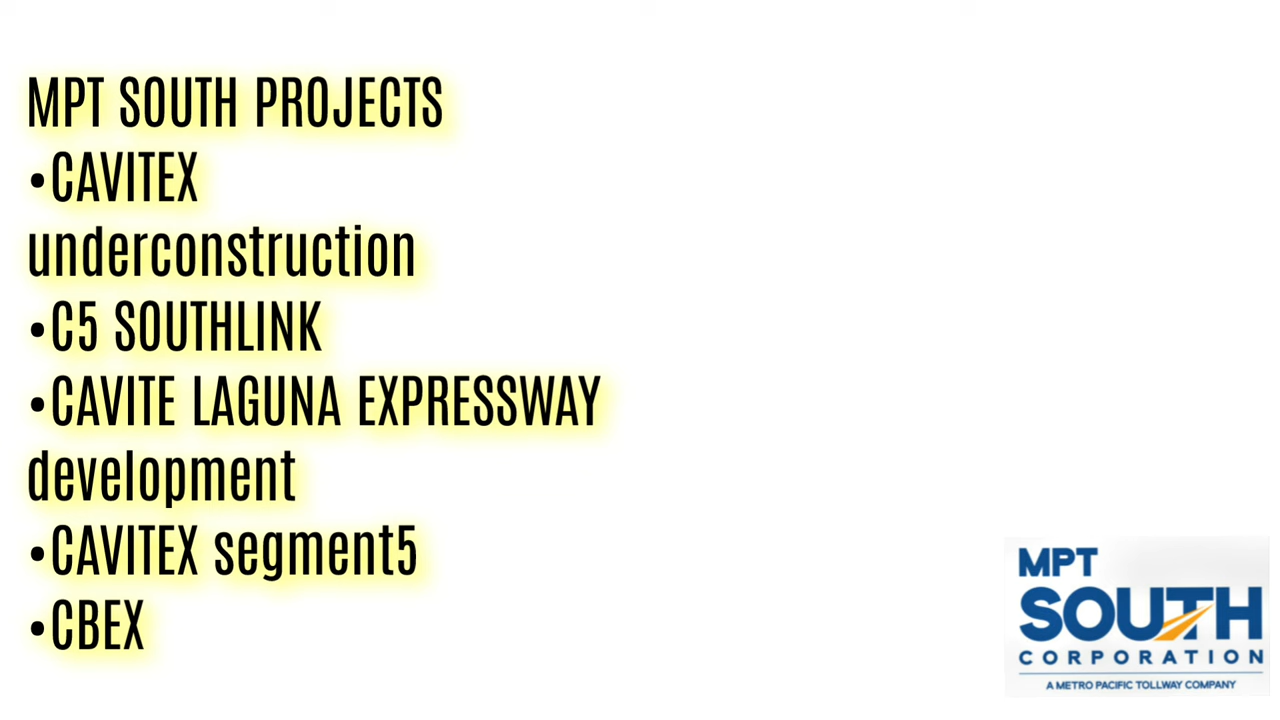 MPT SOUTH PROJECTS
•CAVITEX
underconstruction
•C5 SOUTHLINK
•CAVITE LAGUNA EXPRESSWAY
development
•CAVITEX segment5
•CBEX
MPT
SOUTH
CORPORATION
A METRO PACIFIC TOLLWAY COMPANY